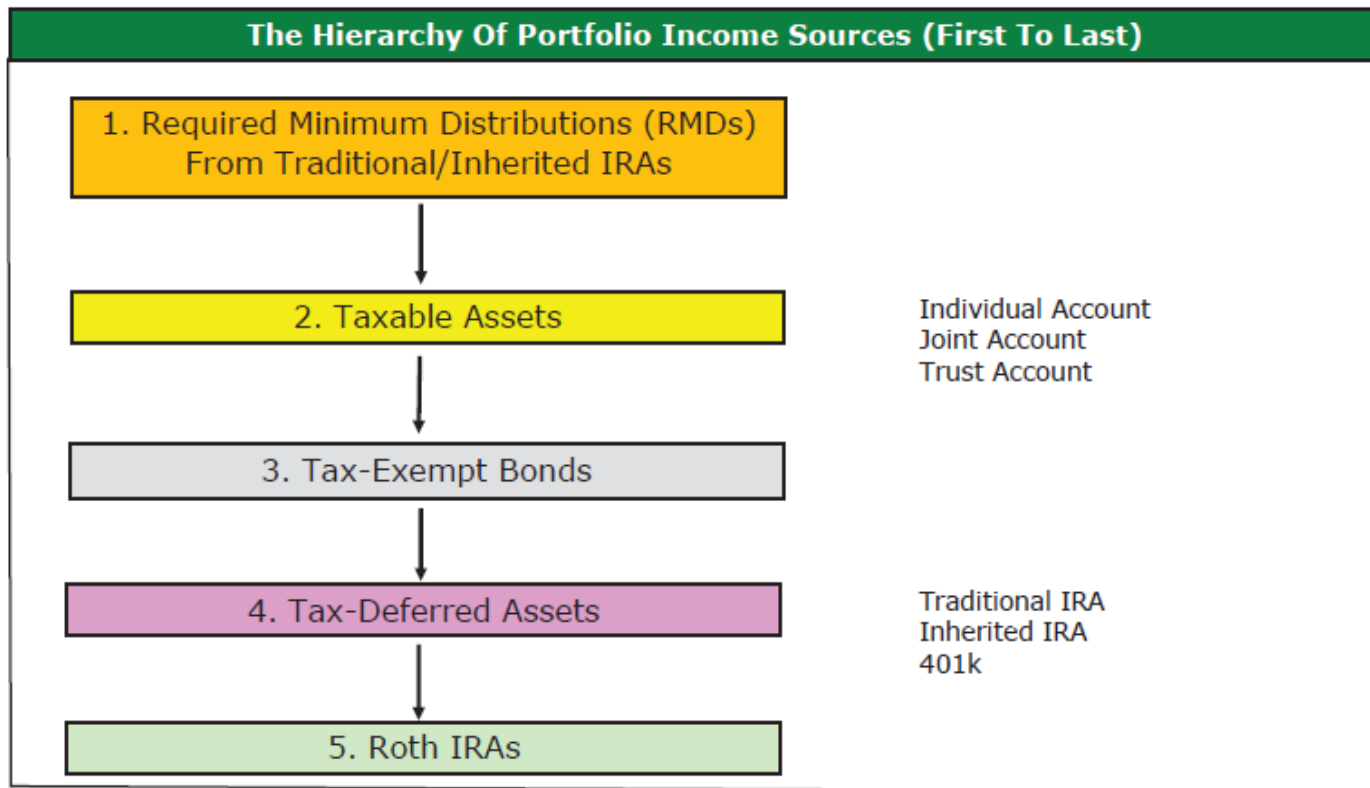 The Hierarchy Of Portfolio Income Sources (First To Last)
1. Required Minimum Distributions (RMDs)
From Traditional/Inherited IRAs
2. Taxable Assets
Individual Account
Joint Account
Trust Account
3. Tax-Exempt Bonds
4. Tax-Deferred Assets
Traditional IRA
Inherited IRA
401k
5. Roth IRAs